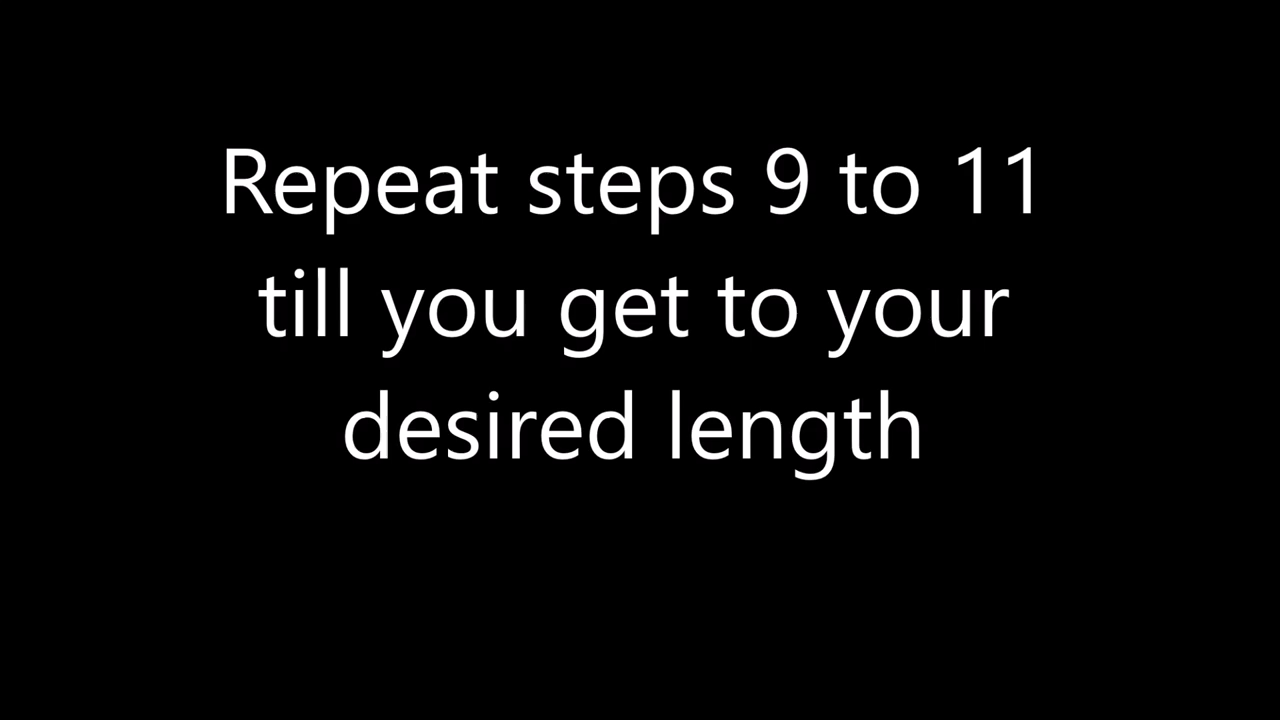 Repeat steps 9 to 11
till you get to your
desired length